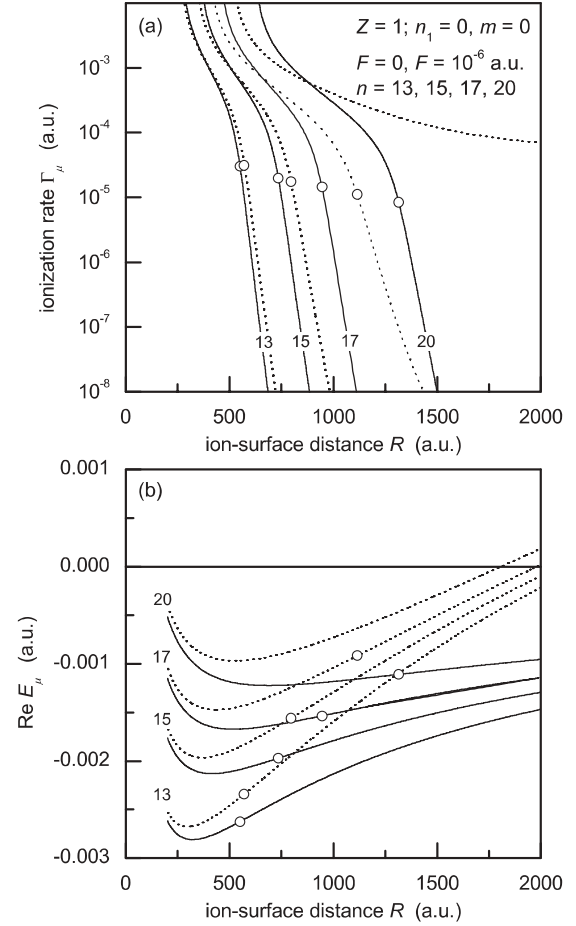 (a)
Z = 1; n₁ = 0, m = 0
F = 0, F = 10⁻⁶ a.u.
n = 13, 15, 17, 20
ionization rate Γ_μ (a.u.)
10⁻³
10⁻⁴
10⁻⁵
10⁻⁶
10⁻⁷
10⁻⁸
13 15 17 20
0 500 1000 1500 2000
ion-surface distance R (a.u.)
(b)
Re E_μ (a.u.)
0.001
0.000
-0.001
-0.002
-0.003
20
17
15
13
0 500 1000 1500 2000
ion-surface distance R (a.u.)